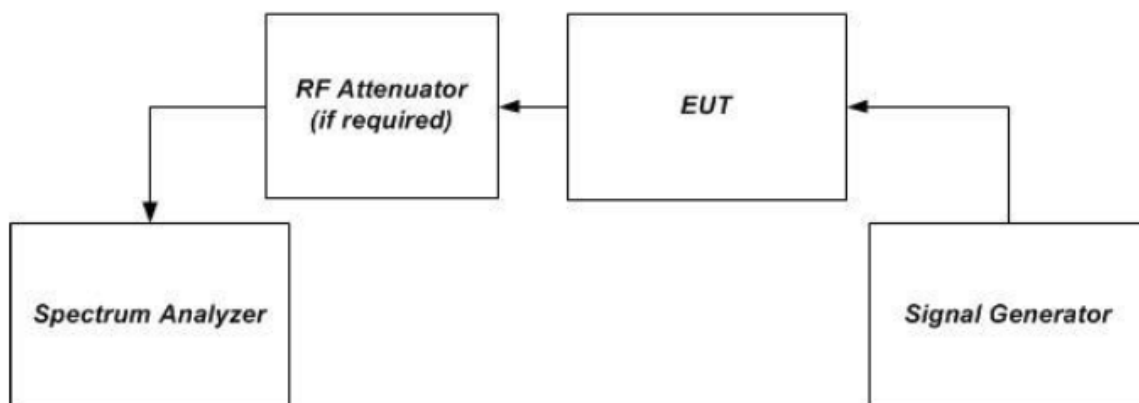 RF Attenuator
(if required)
EUT
Spectrum Analyzer
Signal Generator